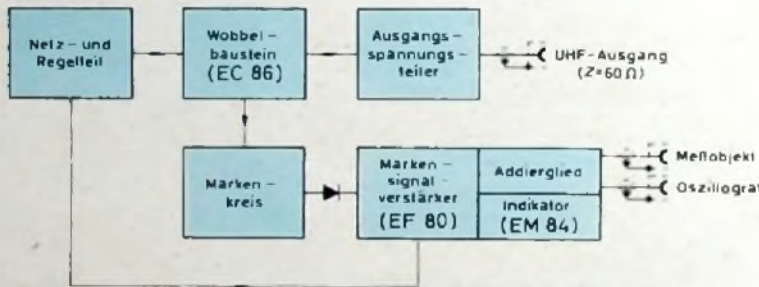 Netz - und
Regelteil
Wobbel -
baustein
(EC 86)
Ausgangs -
spannungs -
teiler
UHF - Ausgang
(Z = 60 Ω)
Marken -
kreis
Marken -
signal -
verstärker
(EF 80)
Addierglied
Indikator
(EM 84)
Meßobjekt
Oszillograf